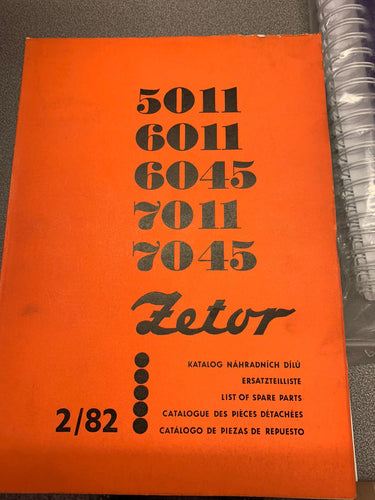 5011
6011
6045
7011
7045
Zetor
KATALOG NÁHRADNÍCH DÍLŮ
ERSATZTEILLISTE
LIST OF SPARE PARTS
CATALOGUE DES PIÈCES DÉTACHÉES
CATÁLOGO DE PIEZAS DE REPUESTO
2/82